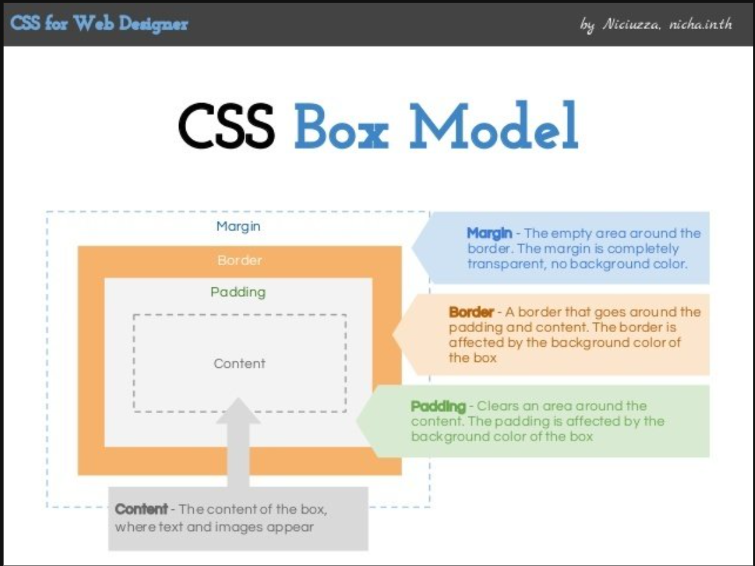 CSS for Web Designer
by Niciuzza, nicha.in.th
CSS Box Model
Margin
Border
Padding
Content
Margin - The empty area around the
border. The margin is completely
transparent, no background color.
Border - A border that goes around the
padding and content. The border is
affected by the background color of
the box
Padding - Clears an area around the
content. The padding is affected by the
background color of the box
Content - The content of the box,
where text and images appear